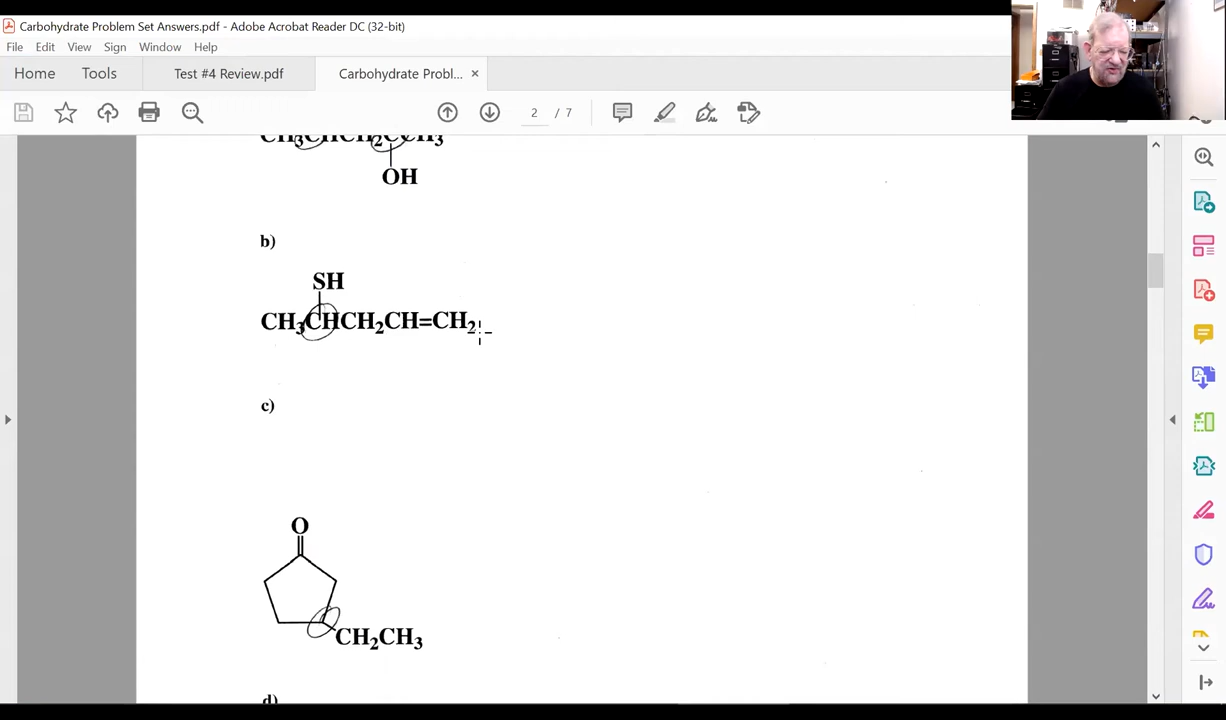 Carbohydrate Problem Set Answers.pdf - Adobe Acrobat Reader DC (32-bit)
File Edit View Sign Window Help
Home Tools Test #4 Review.pdf Carbohydrate Probl... ×
2 / 7
OH
b)
SH
CH₃CHCH₂CH=CH₂
c)
O
CH₂CH₃
d)